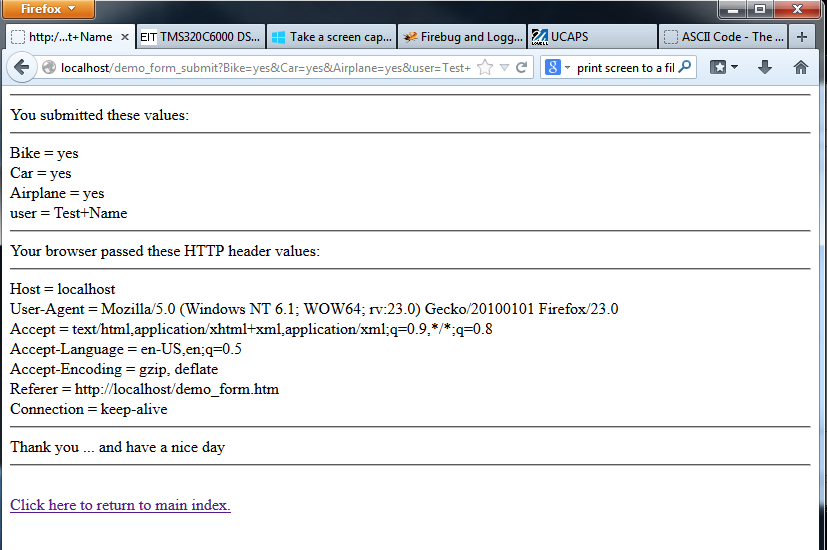 Firefox
http:/...t+Name
EIT TMS320C6000 DS...
Take a screen cap...
Firebug and Logg...
LOWELL UCAPS
ASCII Code - The ...
localhost/demo_form_submit?Bike=yes&Car=yes&Airplane=yes&user=Test+
8 print screen to a fil
You submitted these values:
Bike = yes
Car = yes
Airplane = yes
user = Test+Name
Your browser passed these HTTP header values:
Host = localhost
User-Agent = Mozilla/5.0 (Windows NT 6.1; WOW64; rv:23.0) Gecko/20100101 Firefox/23.0
Accept = text/html,application/xhtml+xml,application/xml;q=0.9,*/*;q=0.8
Accept-Language = en-US,en;q=0.5
Accept-Encoding = gzip, deflate
Referer = http://localhost/demo_form.htm
Connection = keep-alive
Thank you ... and have a nice day
Click here to return to main index.